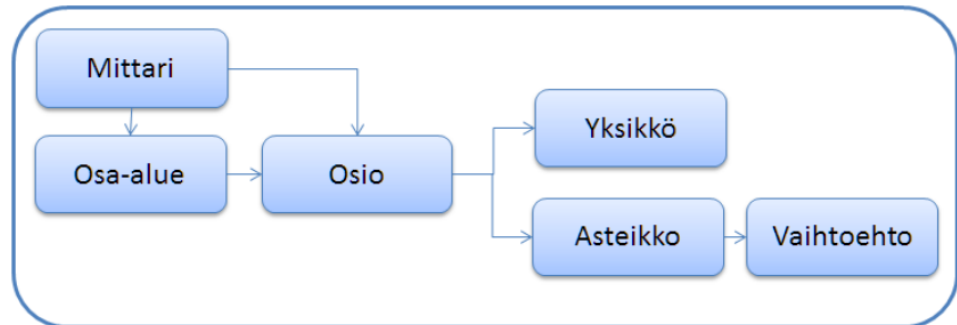 Mittari
Osa-alue
Osio
Yksikkö
Asteikko
Vaihtoehto